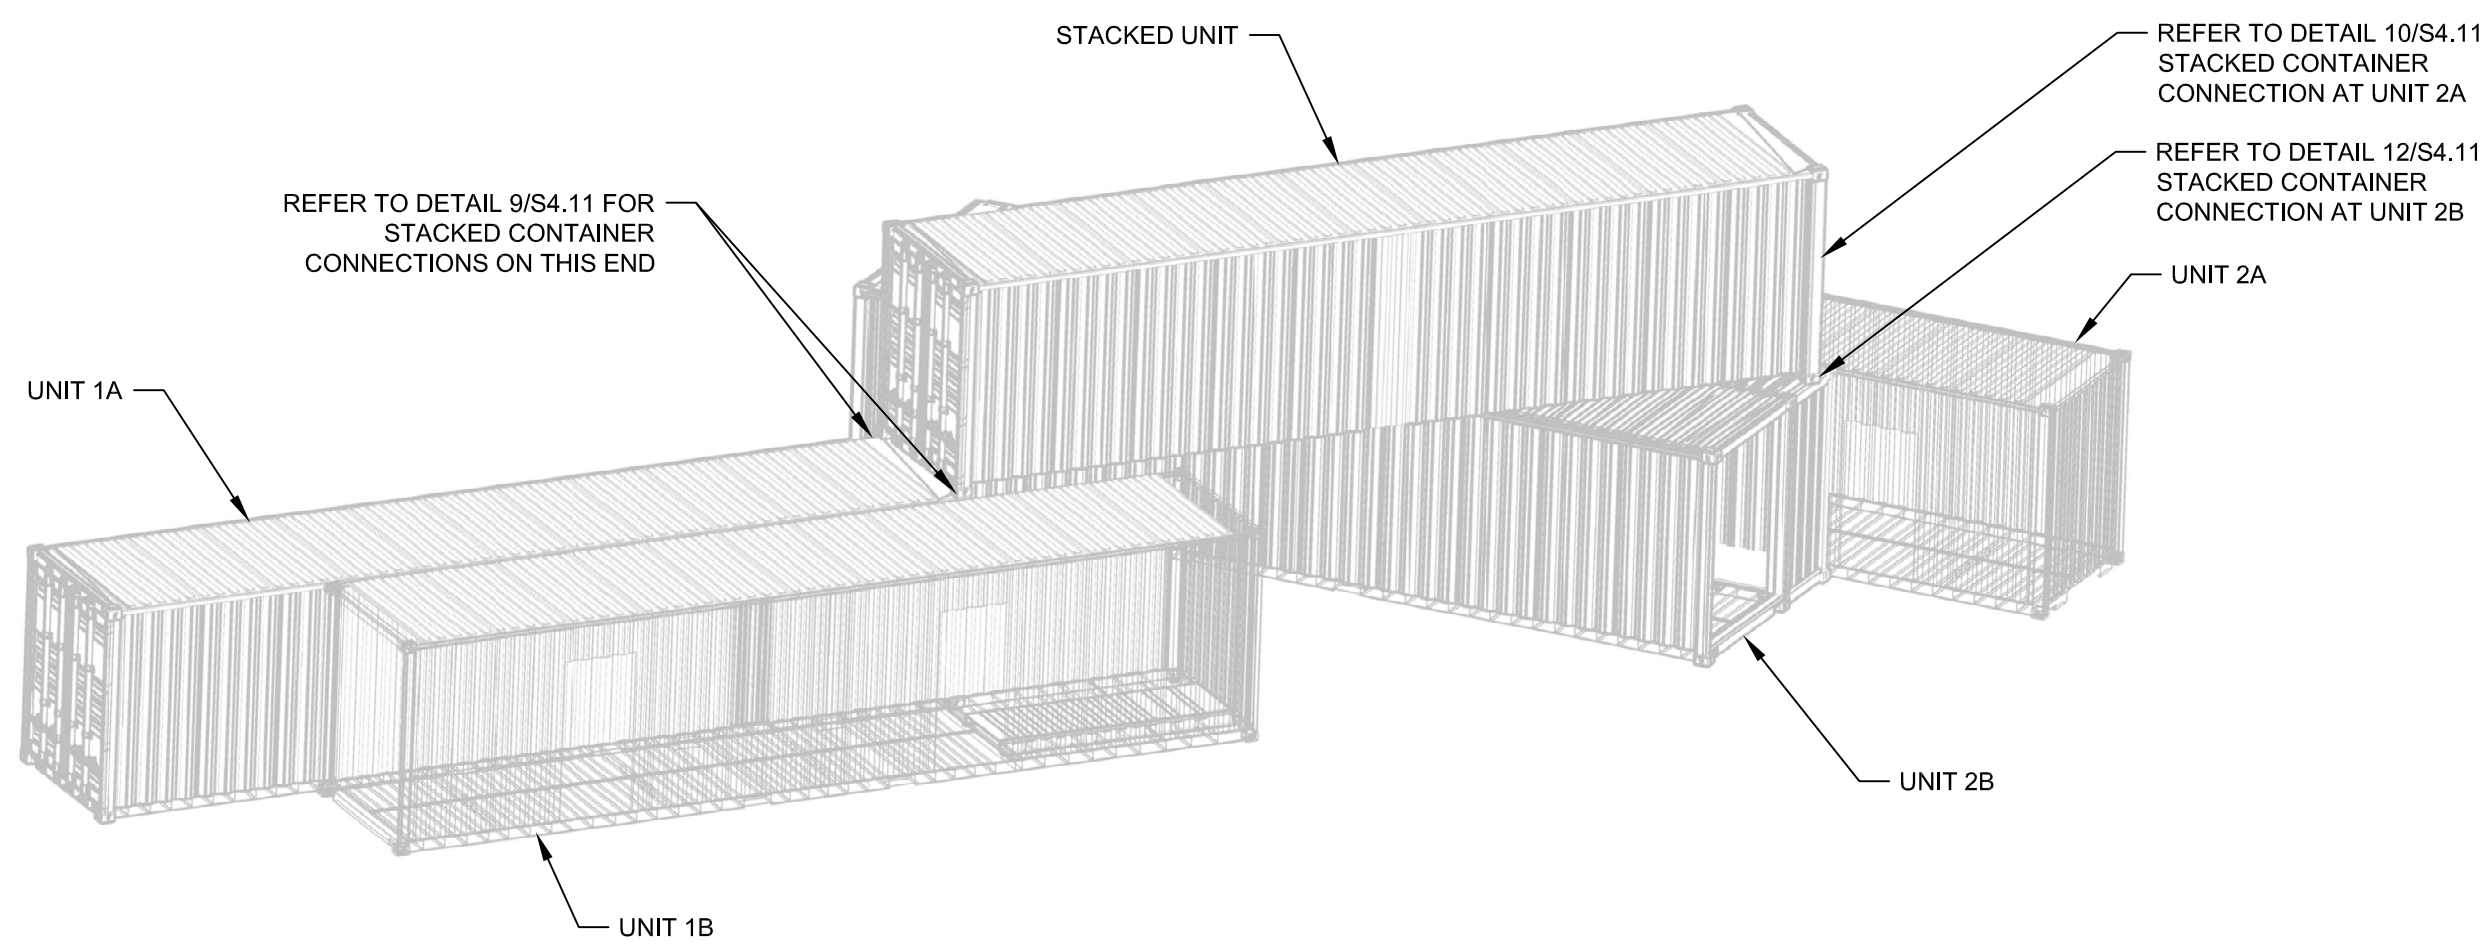 STACKED UNIT
REFER TO DETAIL 10/S4.11
STACKED CONTAINER
CONNECTION AT UNIT 2A
REFER TO DETAIL 12/S4.11
STACKED CONTAINER
CONNECTION AT UNIT 2B
REFER TO DETAIL 9/S4.11 FOR
STACKED CONTAINER
CONNECTIONS ON THIS END
UNIT 2A
UNIT 1A
UNIT 2B
UNIT 1B